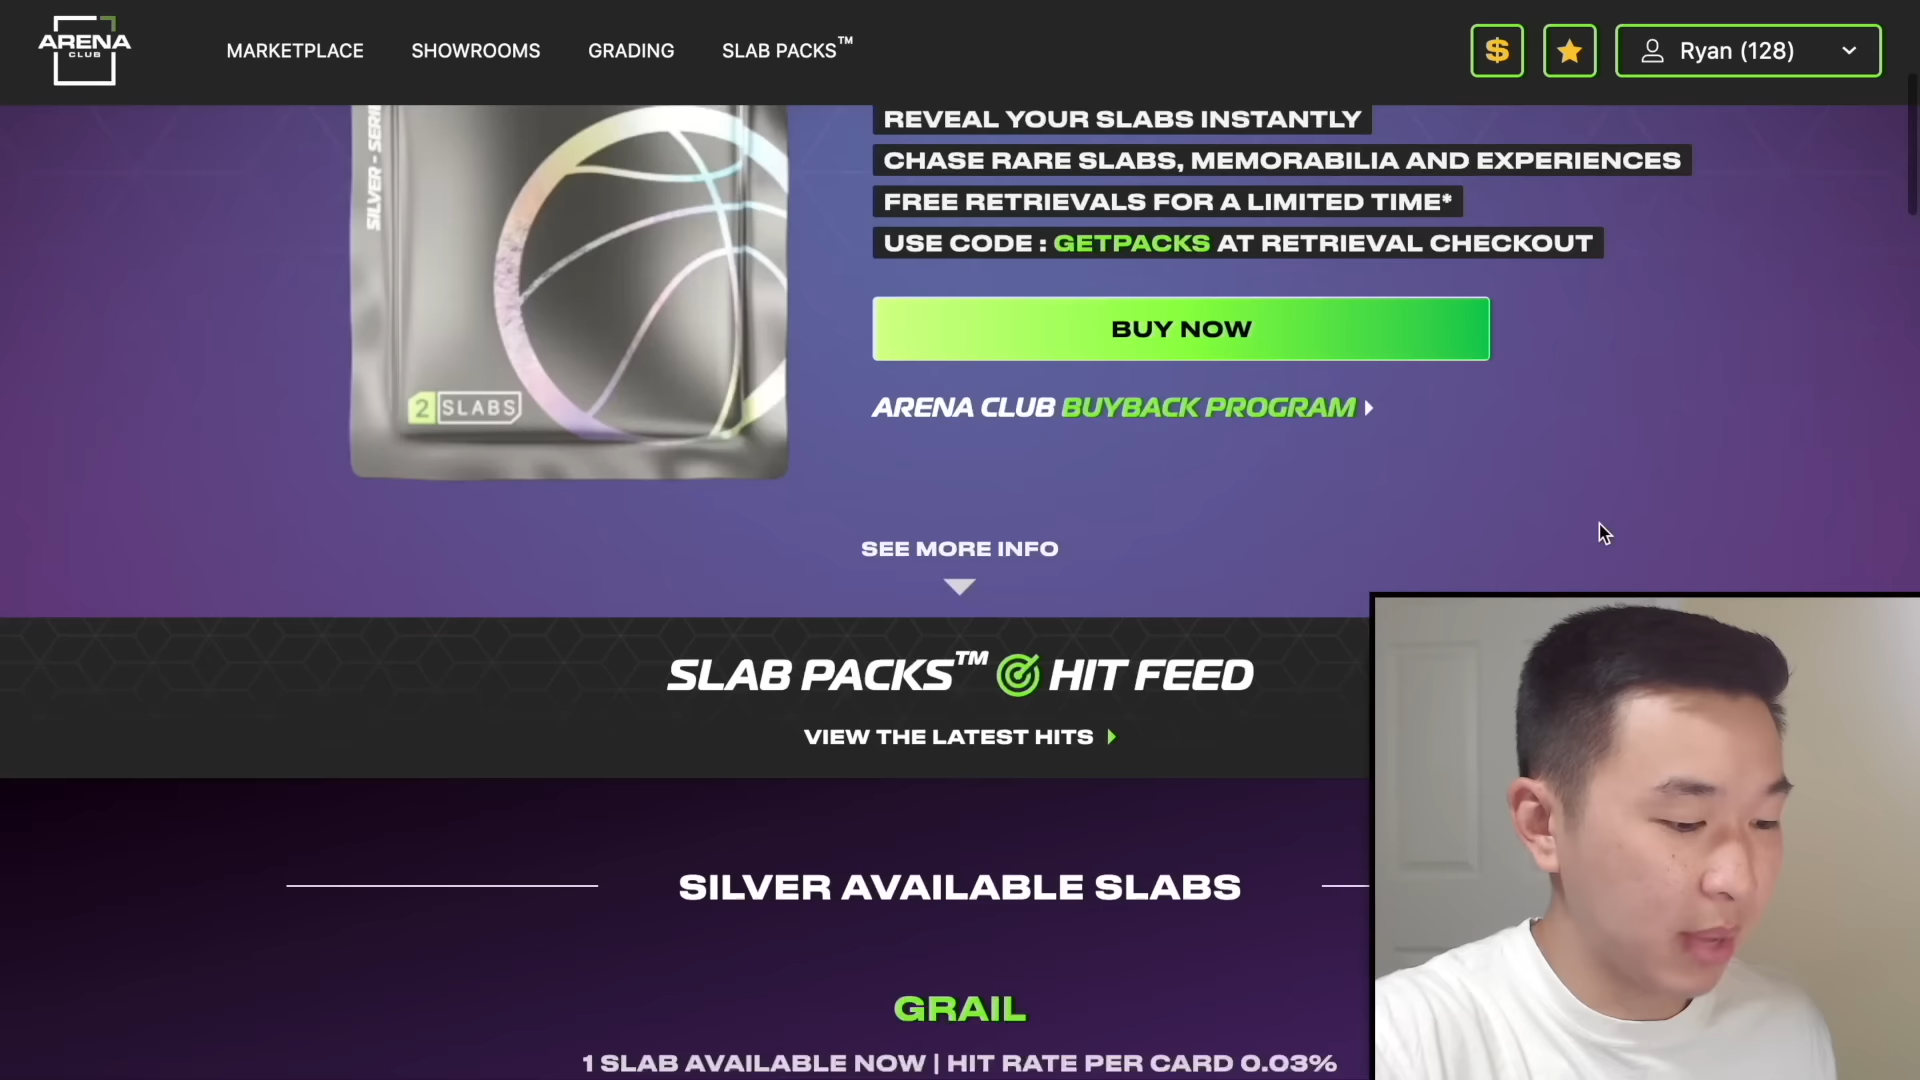 ARENA
CLUB
MARKETPLACE
SHOWROOMS
GRADING
SLAB PACKS™
$
Ryan (128)
SILVER - SERI
2 SLABS
REVEAL YOUR SLABS INSTANTLY
CHASE RARE SLABS, MEMORABILIA AND EXPERIENCES
FREE RETRIEVALS FOR A LIMITED TIME*
USE CODE : GETPACKS AT RETRIEVAL CHECKOUT
BUY NOW
ARENA CLUB BUYBACK PROGRAM
SEE MORE INFO
SLAB PACKS™ HIT FEED
VIEW THE LATEST HITS
SILVER AVAILABLE SLABS
GRAIL
1 SLAB AVAILABLE NOW | HIT RATE PER CARD 0.03%